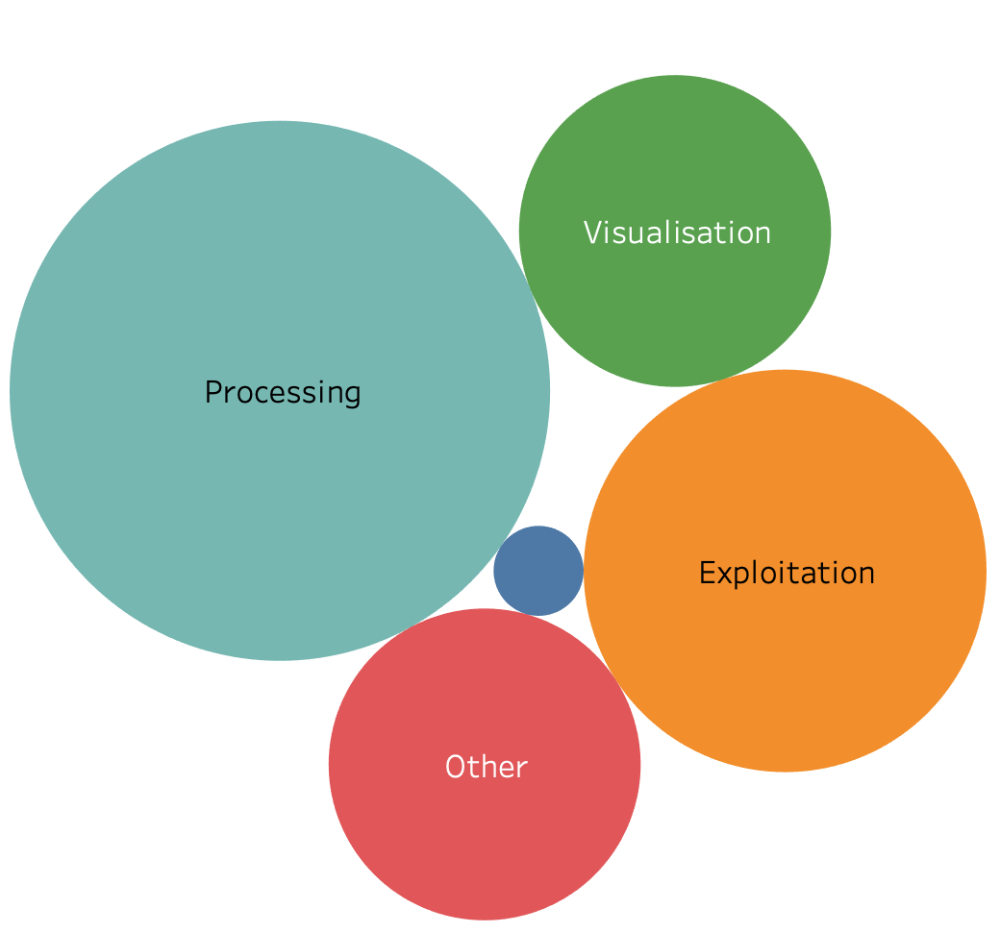 Visualisation
Processing
Exploitation
Other